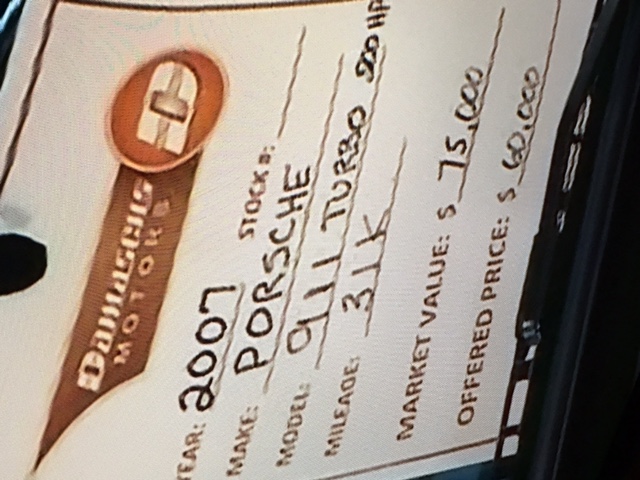 Damascus
MOTORS
YEAR: 2007
MAKE: PORSCHE STOCK#:
MODEL: 911 TURBO 500 HP
MILEAGE: 31K
MARKET VALUE: $ 75,000
OFFERED PRICE: $ 60,000